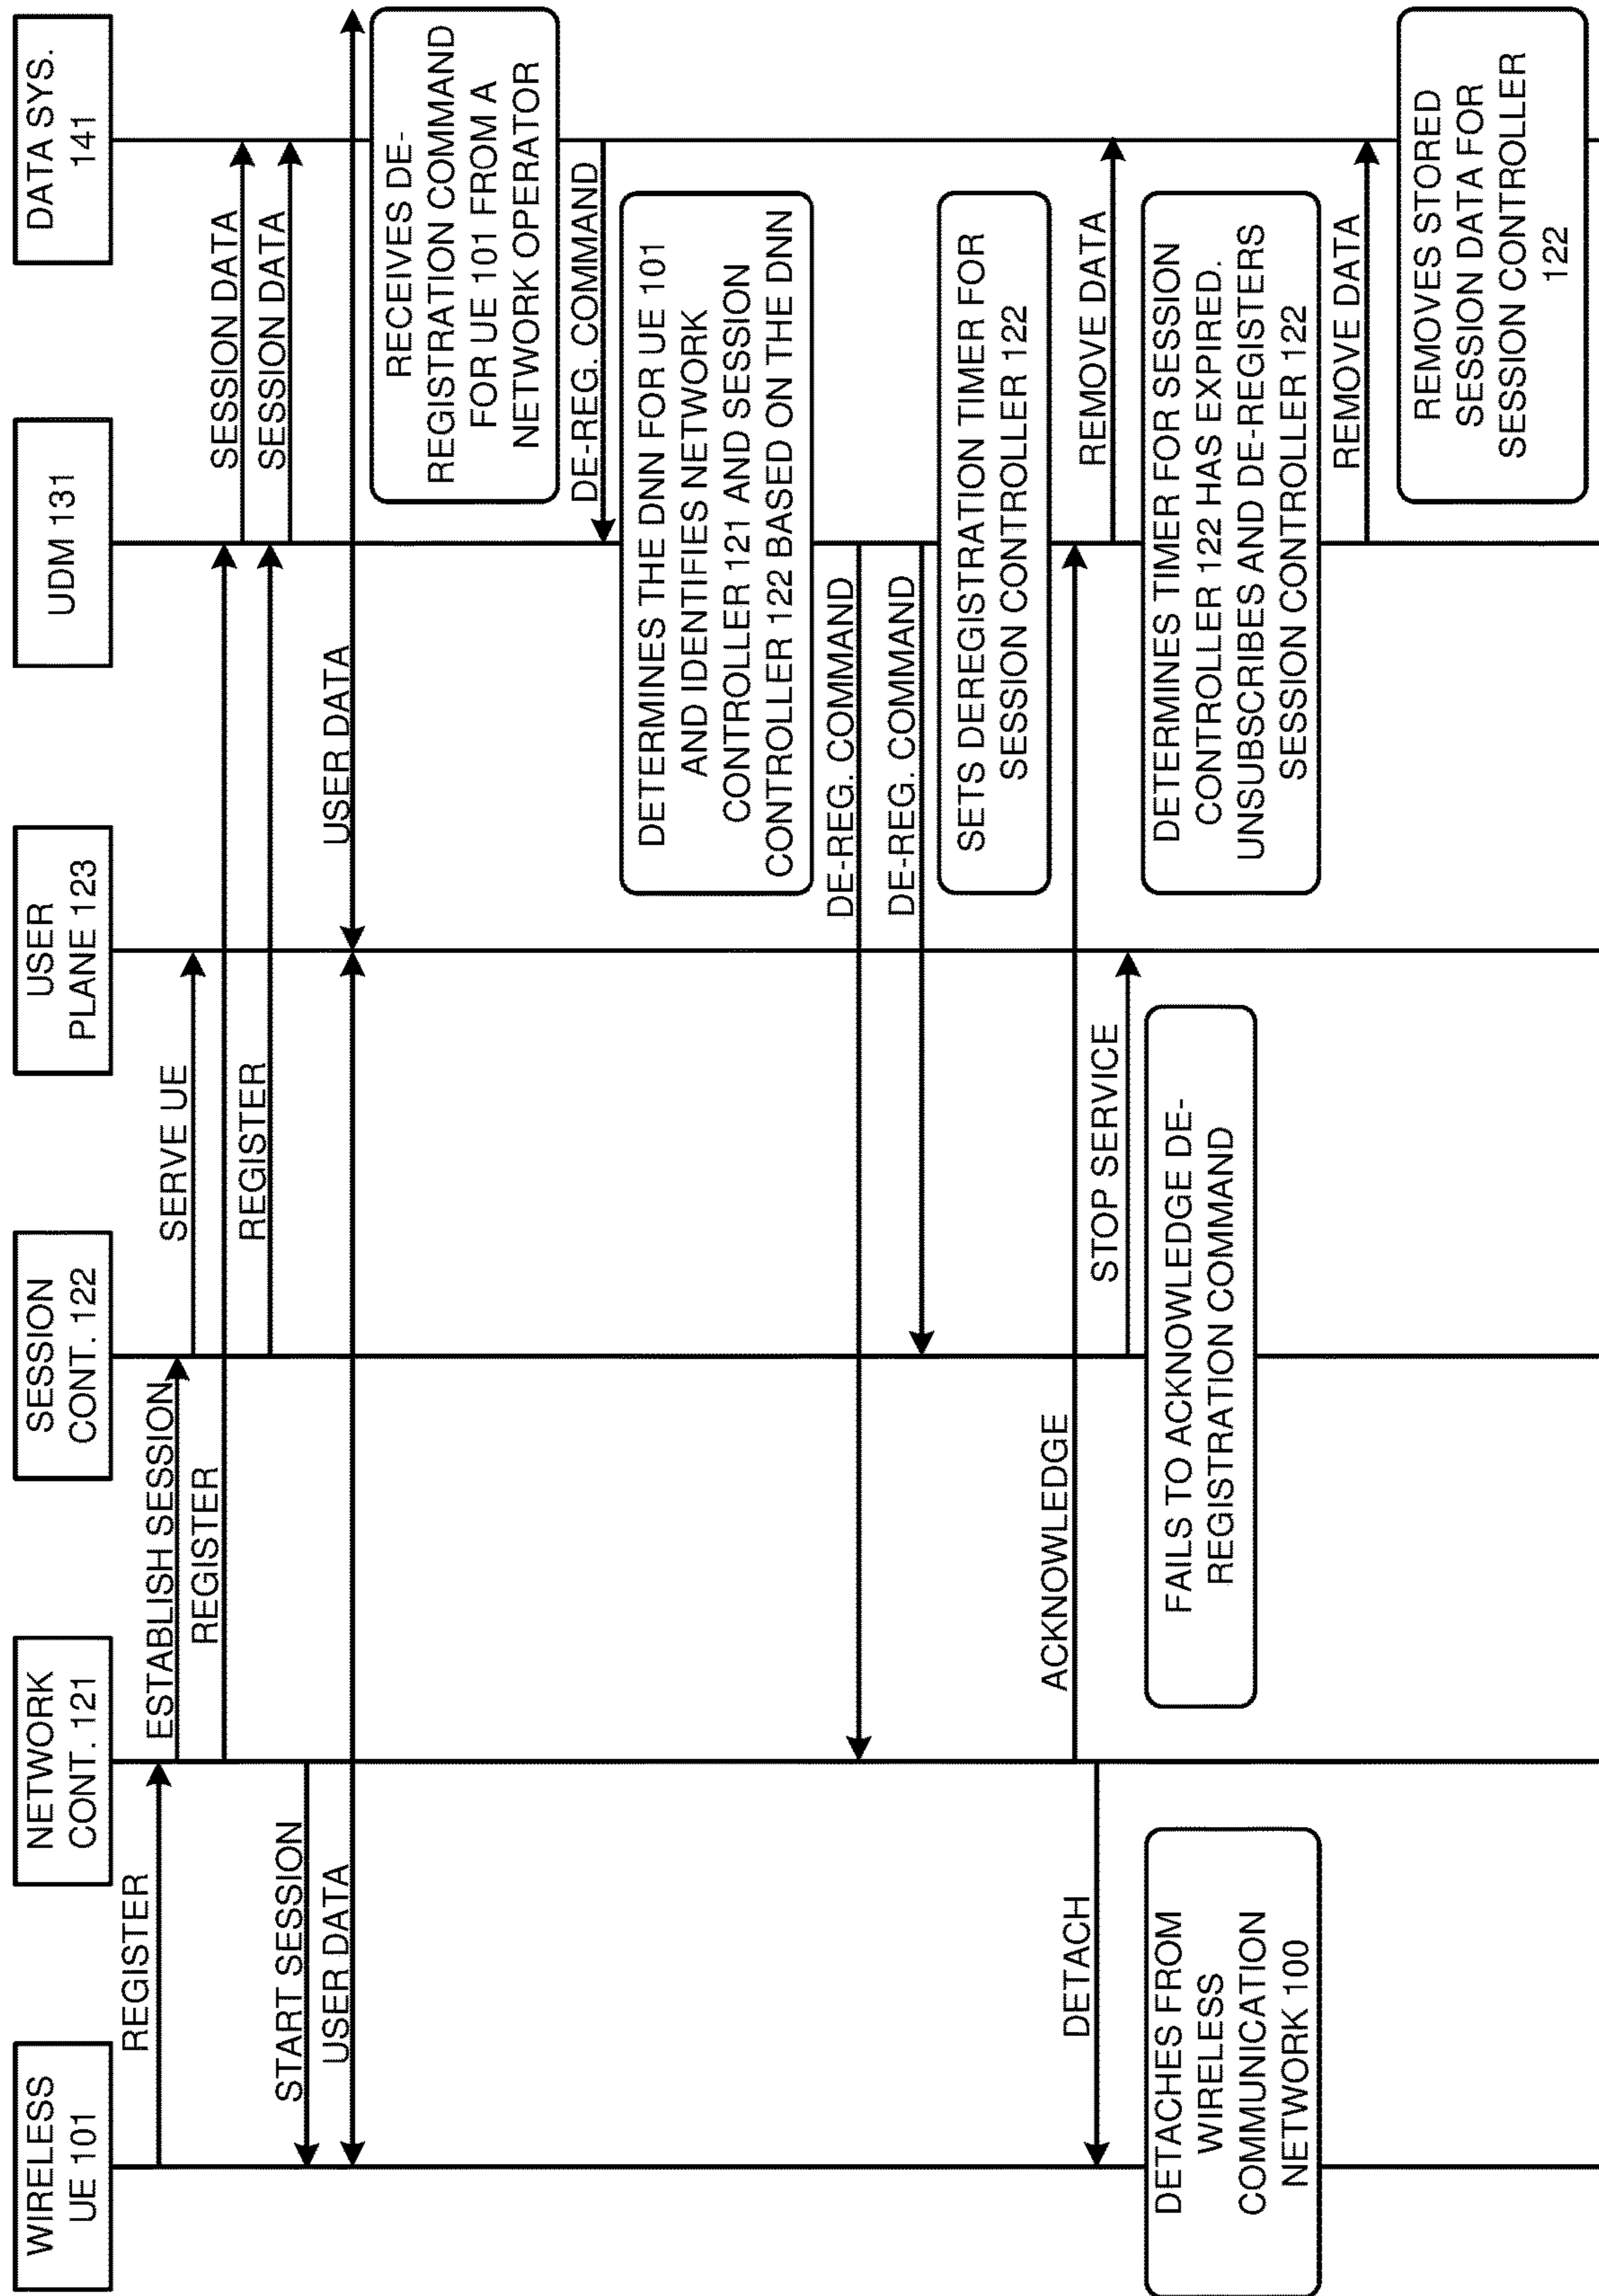 WIRELESS
UE 101
NETWORK
CONT. 121
SESSION
CONT. 122
USER
PLANE 123
UDM 131
DATA SYS.
141
REGISTER
ESTABLISH SESSION
SERVE UE
REGISTER
SESSION DATA
REGISTER
SESSION DATA
START SESSION
USER DATA
USER DATA
RECEIVES DE-
REGISTRATION COMMAND
FOR UE 101 FROM A
NETWORK OPERATOR
DE-REG. COMMAND
DETERMINES THE DNN FOR UE 101
AND IDENTIFIES NETWORK
CONTROLLER 121 AND SESSION
CONTROLLER 122 BASED ON THE DNN
DE-REG. COMMAND
DE-REG. COMMAND
SETS DEREGISTRATION TIMER FOR
SESSION CONTROLLER 122
ACKNOWLEDGE
DETACH
STOP SERVICE
REMOVE DATA
DETACHES FROM
WIRELESS
COMMUNICATION
NETWORK 100
FAILS TO ACKNOWLEDGE DE-
REGISTRATION COMMAND
DETERMINES TIMER FOR SESSION
CONTROLLER 122 HAS EXPIRED.
UNSUBSCRIBES AND DE-REGISTERS
SESSION CONTROLLER 122
REMOVE DATA
REMOVES STORED
SESSION DATA FOR
SESSION CONTROLLER
122